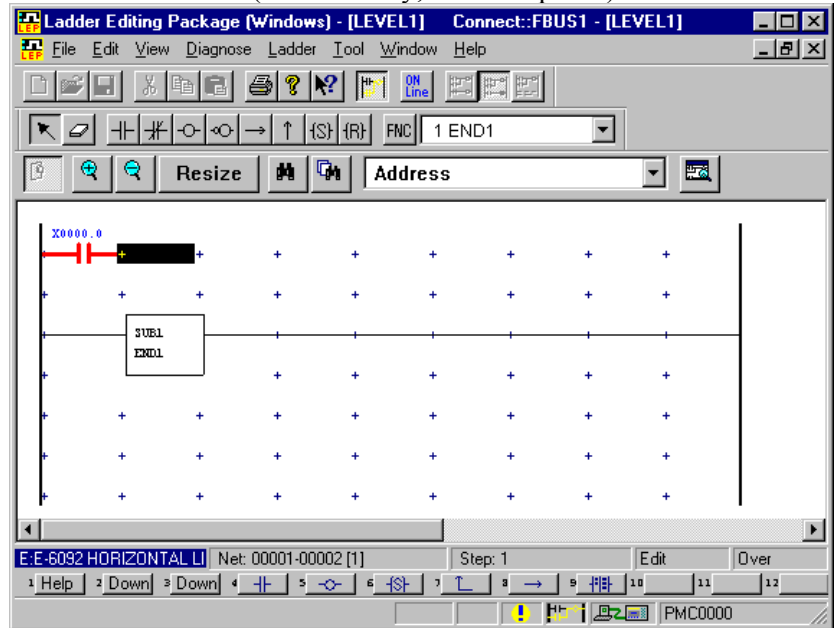 LEP Ladder Editing Package (Windows) - [LEVEL1] Connect::FBUS1 - [LEVEL1]
LEP File Edit View Diagnose Ladder Tool Window Help
ON Line
(S) (R) FNC 1 END1
Resize Address
X0000.0
SUB1
END1
E:E-6092 HORIZONTAL LI Net: 00001-00002 [1] Step: 1 Edit Over
1 Help 2 Down 3 Down 4 5 6 (S) 7 8 9 10 11 12
PMC0000